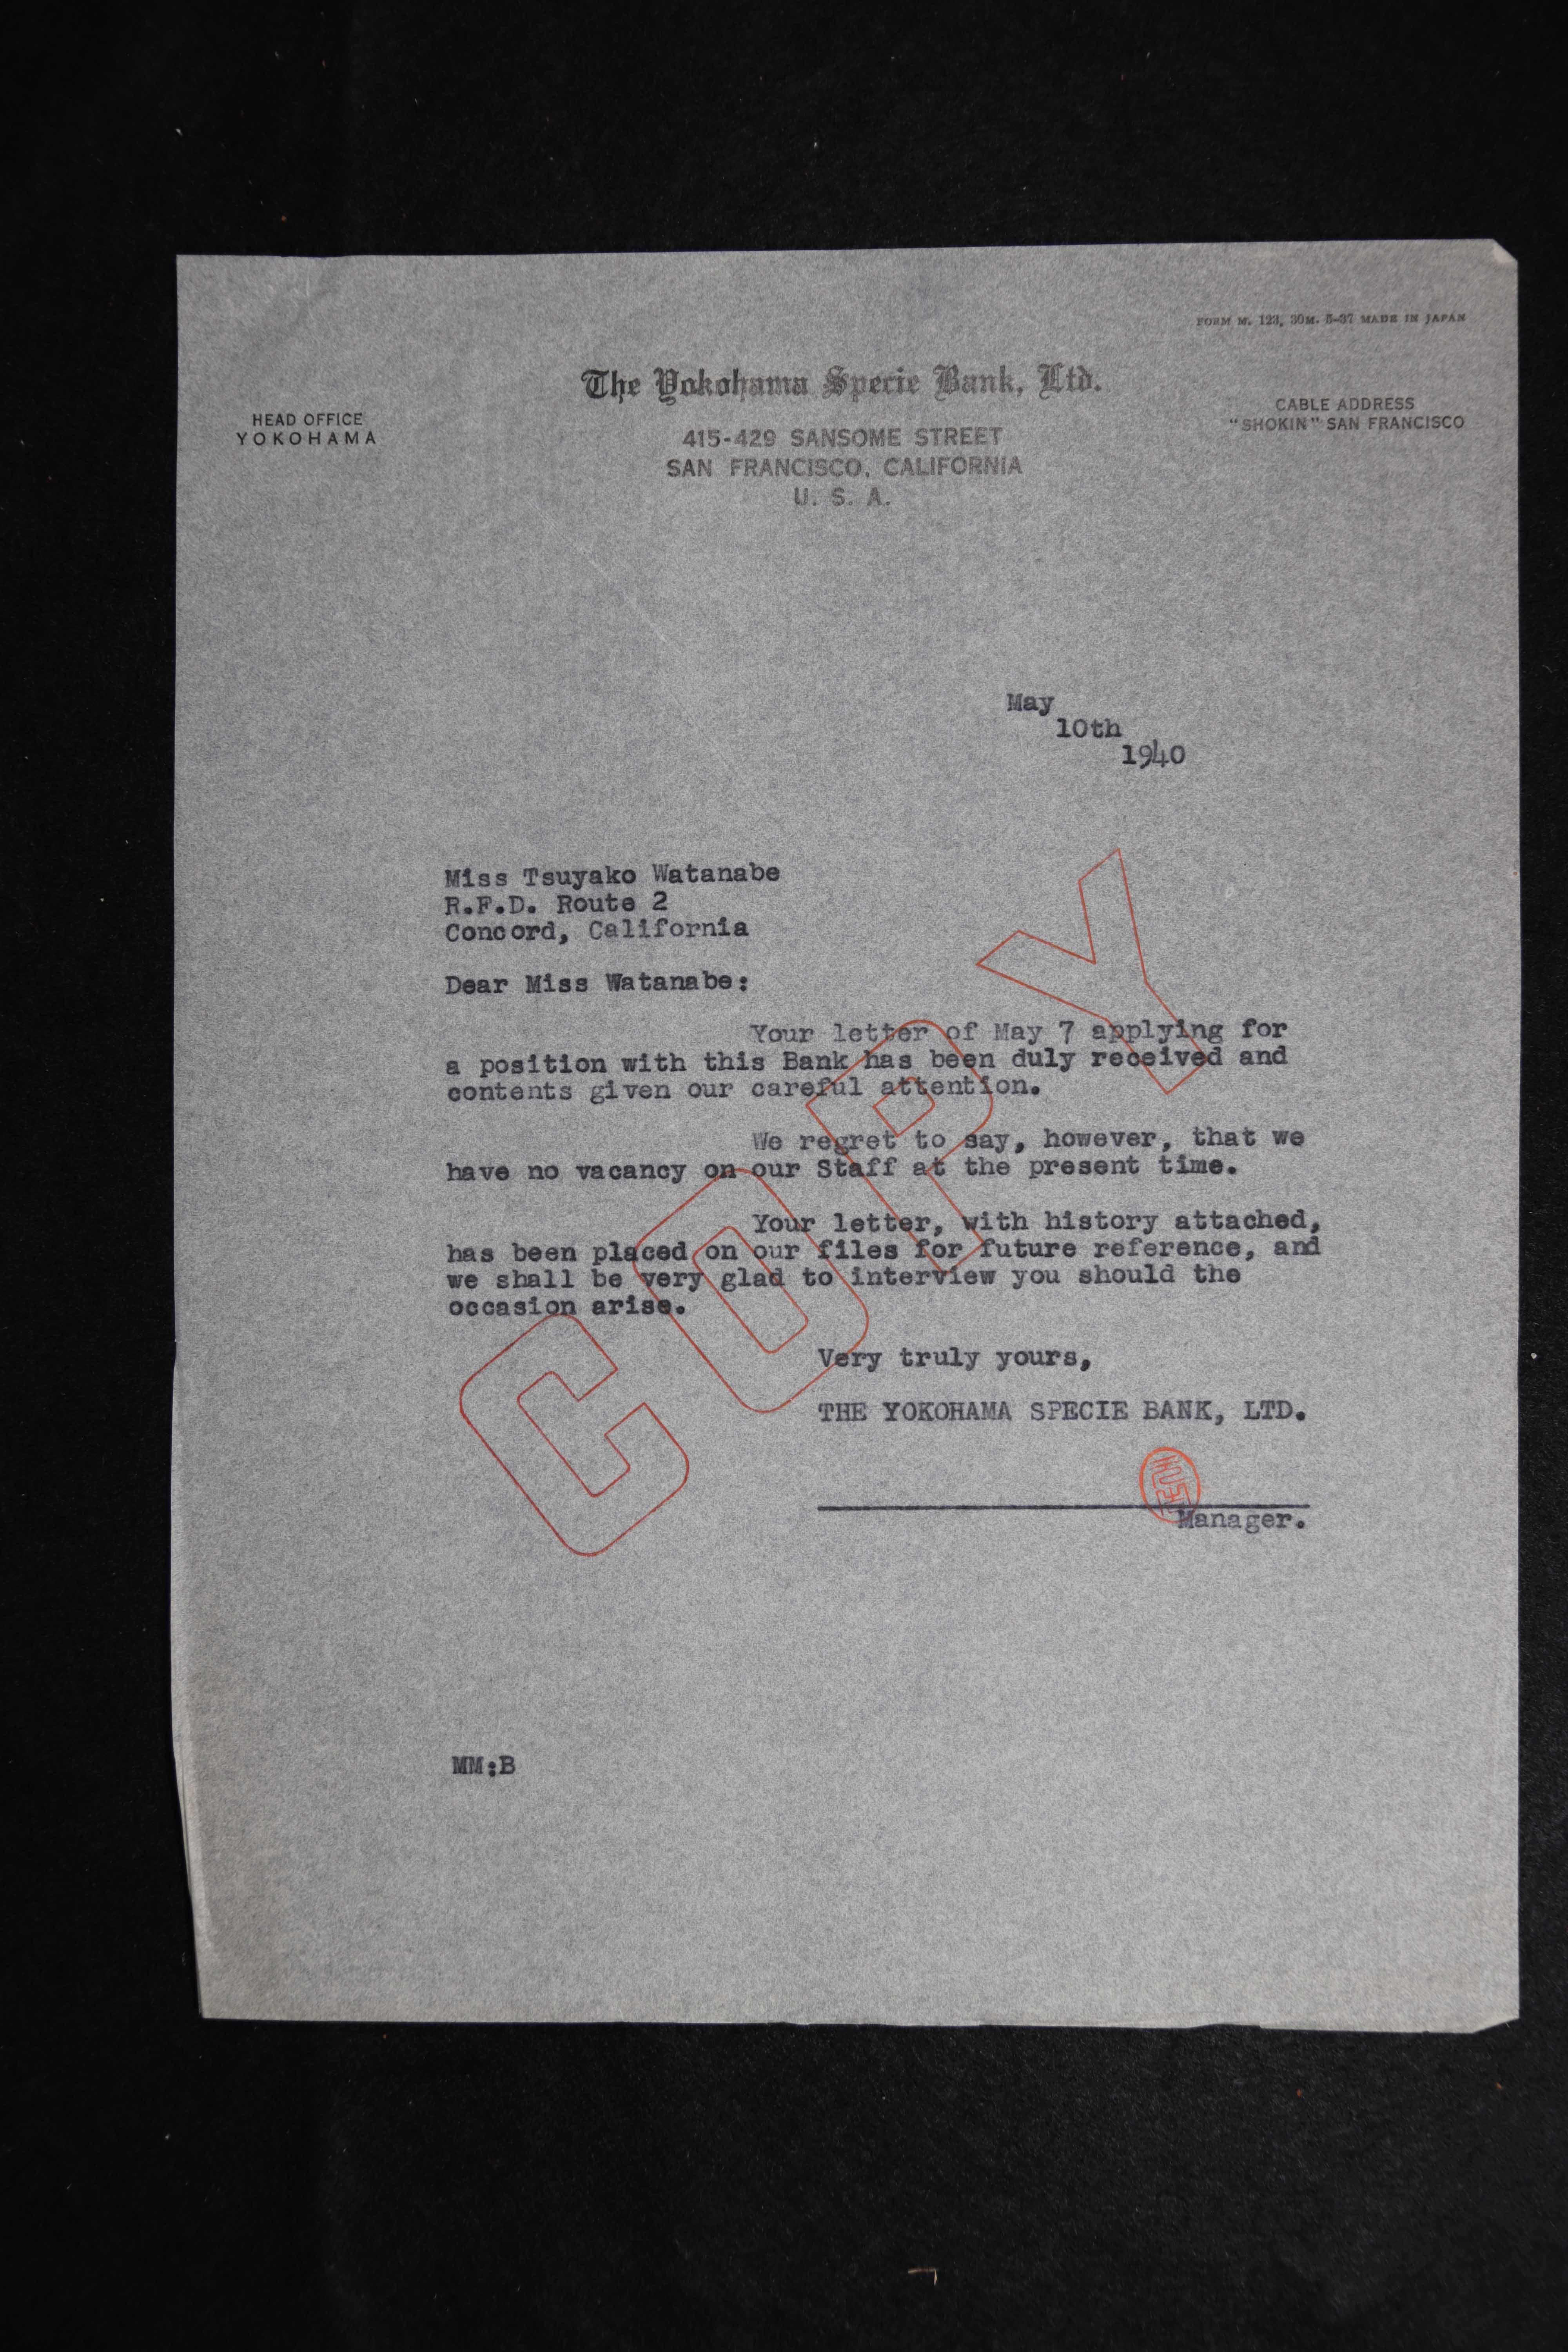 FORM M. 123, 30M. 5-37 MADE IN JAPAN
The Yokohama Specie Bank, Ltd.
HEAD OFFICE
YOKOHAMA
CABLE ADDRESS
"SHOKIN" SAN FRANCISCO
415-429 SANSOME STREET
SAN FRANCISCO, CALIFORNIA
U. S. A.
May
10th
1940
Miss Tsuyako Watanabe
R.F.D. Route 2
Concord, California
Dear Miss Watanabe:
Your letter of May 7 applying for
a position with this Bank has been duly received and
contents given our careful attention.
We regret to say, however, that we
have no vacancy on our Staff at the present time.
Your letter, with history attached,
has been placed on our files for future reference, and
we shall be very glad to interview you should the
occasion arise.
Very truly yours,
THE YOKOHAMA SPECIE BANK, LTD.
Manager.
MM:B
COPY